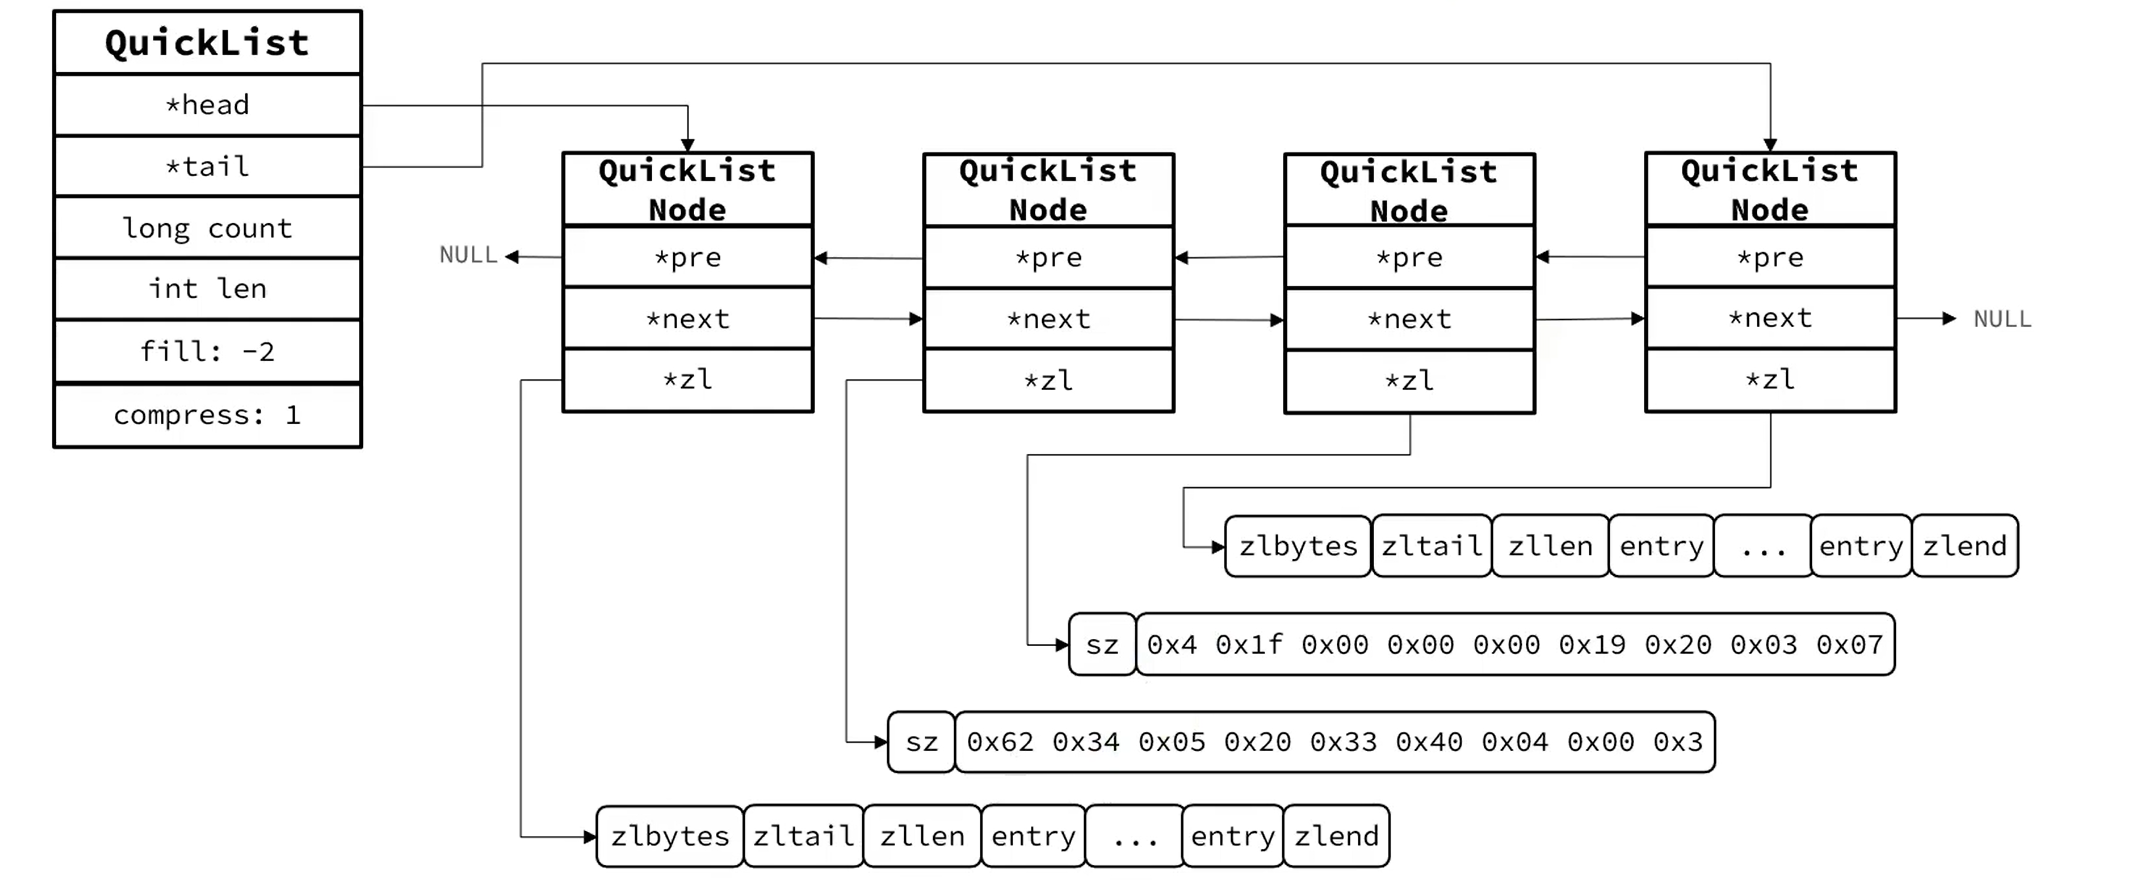 QuickList
*head
*tail
long count
int len
fill: -2
compress: 1
QuickList
Node
*pre
*next
*zl
QuickList
Node
*pre
*next
*zl
QuickList
Node
*pre
*next
*zl
QuickList
Node
*pre
*next
*zl
NULL
NULL
zlbytes zltail zllen entry ... entry zlend
sz 0x4 0x1f 0x00 0x00 0x00 0x19 0x20 0x03 0x07
sz 0x62 0x34 0x05 0x20 0x33 0x40 0x04 0x00 0x3
zlbytes zltail zllen entry ... entry zlend